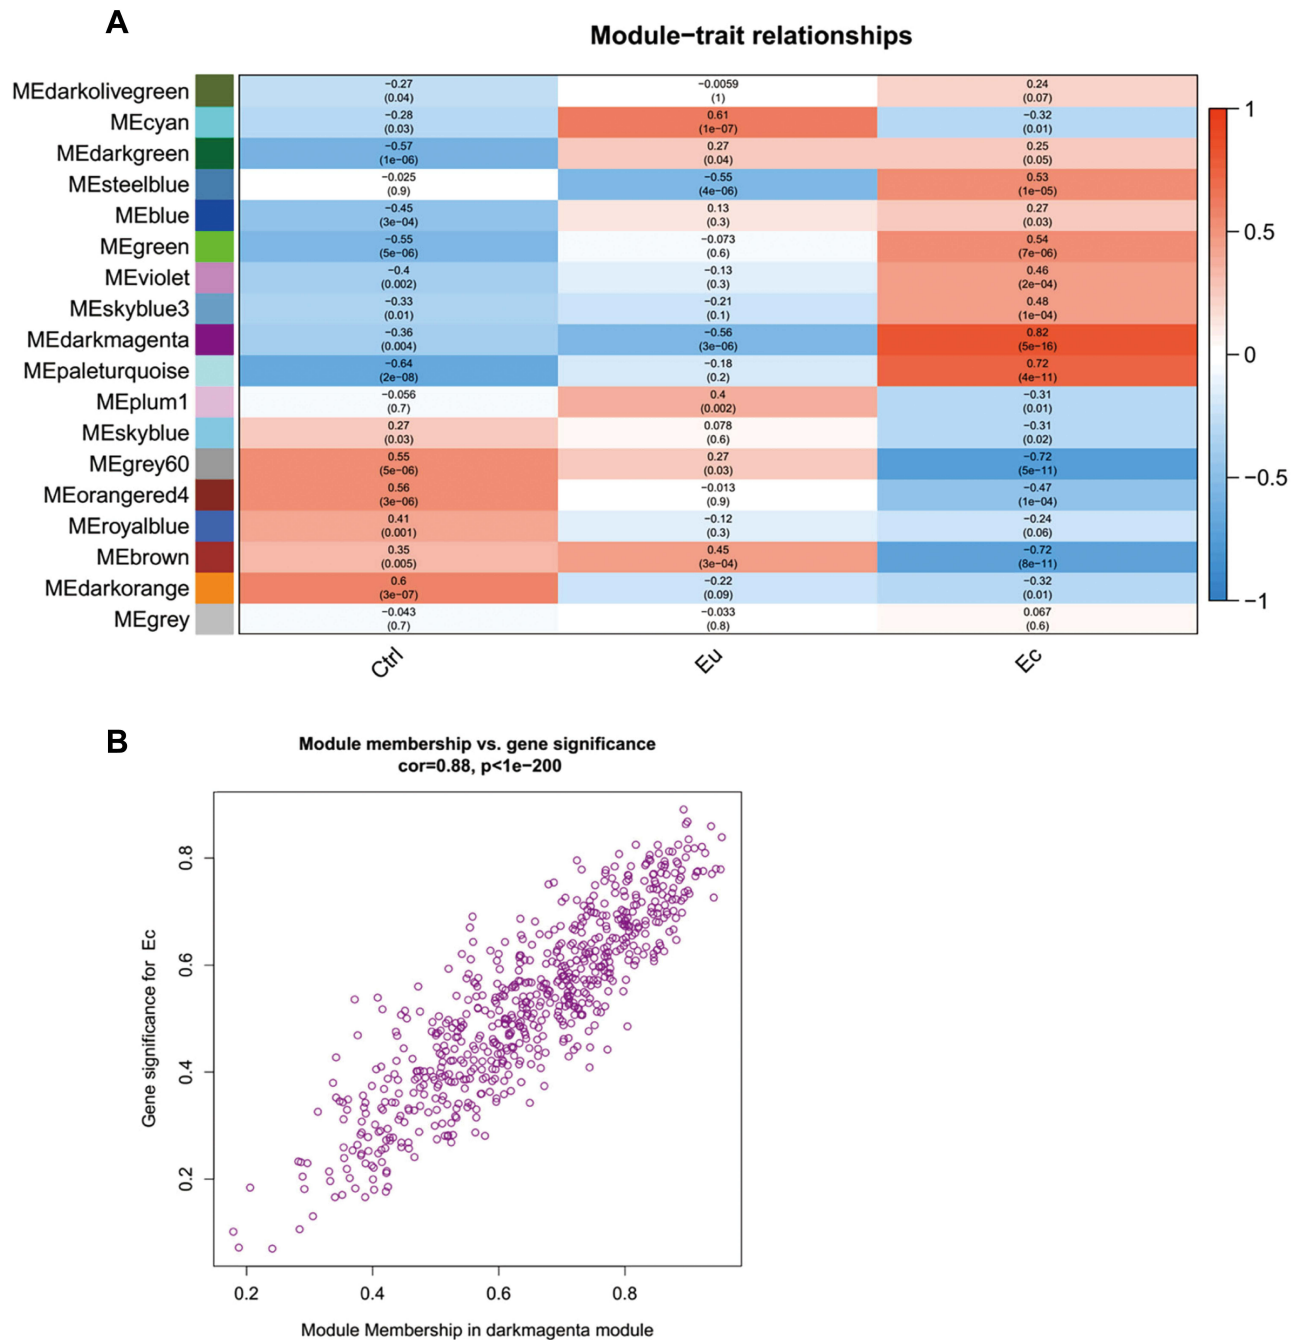 A
Module−trait relationships
MEdarkolivegreen
−0.27
(0.04)
−0.0059
(1)
0.24
(0.07)
MEcyan
−0.28
(0.03)
0.61
(1e−07)
−0.32
(0.01)
MEdarkgreen
−0.57
(1e−06)
0.27
(0.04)
0.25
(0.05)
MEsteelblue
−0.025
(0.9)
−0.55
(4e−06)
0.53
(1e−05)
MEblue
−0.45
(3e−04)
0.13
(0.3)
0.27
(0.03)
MEgreen
−0.55
(5e−06)
−0.073
(0.6)
0.54
(7e−06)
MEviolet
−0.4
(0.002)
−0.13
(0.3)
0.46
(2e−04)
MEskyblue3
−0.33
(0.01)
−0.21
(0.1)
0.48
(1e−04)
MEdarkmagenta
−0.36
(0.004)
−0.56
(3e−06)
0.82
(5e−16)
MEpaleturquoise
−0.64
(2e−08)
−0.18
(0.2)
0.72
(4e−11)
MEplum1
−0.056
(0.7)
0.4
(0.002)
−0.31
(0.01)
MEskyblue
0.27
(0.03)
0.078
(0.6)
−0.31
(0.02)
MEgrey60
0.55
(5e−06)
0.27
(0.03)
−0.72
(5e−11)
MEorangered4
0.56
(3e−06)
−0.013
(0.9)
−0.47
(1e−04)
MEroyalblue
0.41
(0.001)
−0.12
(0.3)
−0.24
(0.06)
MEbrown
0.35
(0.005)
0.45
(3e−04)
−0.72
(8e−11)
MEdarkorange
0.6
(3e−07)
−0.22
(0.09)
−0.32
(0.01)
MEgrey
−0.043
(0.7)
−0.033
(0.8)
0.067
(0.6)
Ctrl
Eu
Ec
1
0.5
0
−0.5
−1
B
Module membership vs. gene significance
cor=0.88, p<1e−200
Gene significance for Ec
0.8
0.6
0.4
0.2
0.2
0.4
0.6
0.8
Module Membership in darkmagenta module